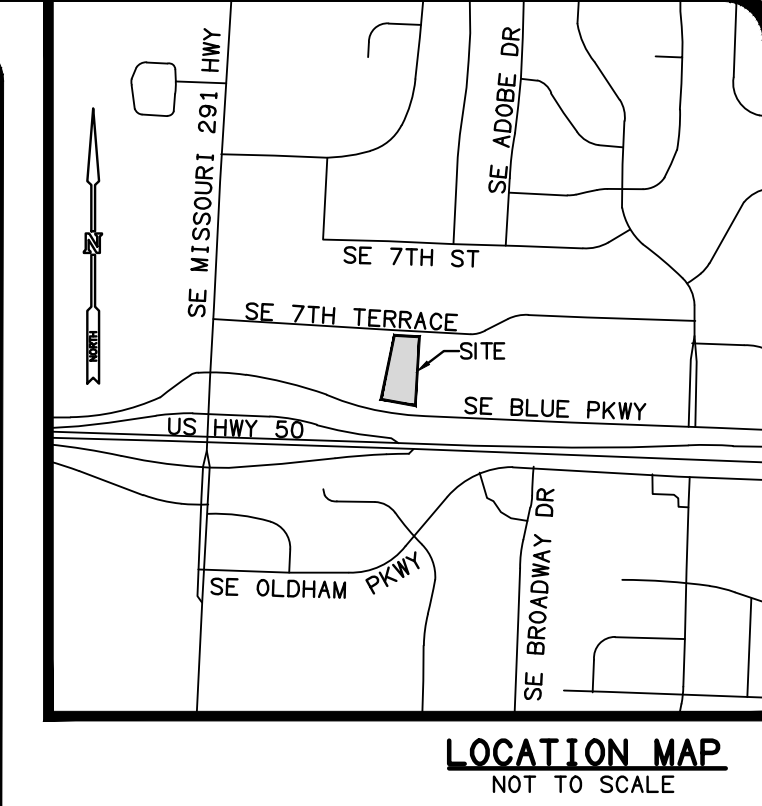 SE MISSOURI 291 HWY
SE ADOBE DR
N
NORTH
SE 7TH ST
SE 7TH TERRACE
SITE
SE BLUE PKWY
US HWY 50
SE OLDHAM PKWY
SE BROADWAY DR
LOCATION MAP
NOT TO SCALE